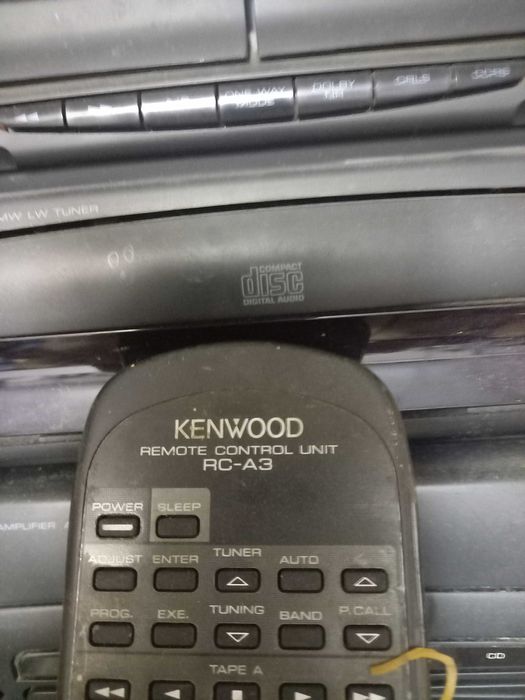 ONE WAY
MODE
DOLBY
NR
CRLS
MW LW TUNER
COMPACT
disc
DIGITAL AUDIO
KENWOOD
REMOTE CONTROL UNIT
RC-A3
POWER SLEEP
AMPLIFIER
ADJUST ENTER TUNER AUTO
PROG. EXE. TUNING BAND P.CALL
TAPE A
CD